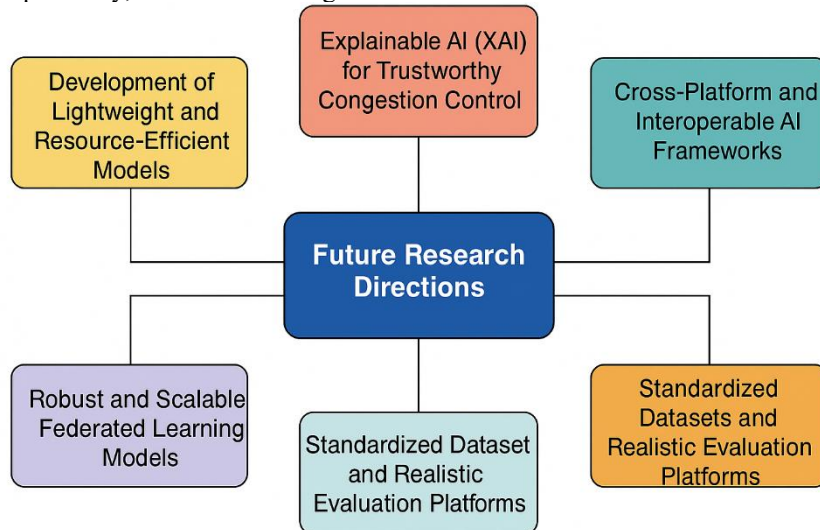 Explainable AI (XAI)
for Trustworthy
Congestion Control
Development of
Lightweight and
Resource-Efficient
Models
Cross-Platform and
Interoperable AI
Frameworks
Future Research
Directions
Robust and Scalable
Federated Learning
Models
Standardized Dataset
and Realistic
Evaluation Platforms
Standardized
Datasets and
Realistic Evaluation
Platforms